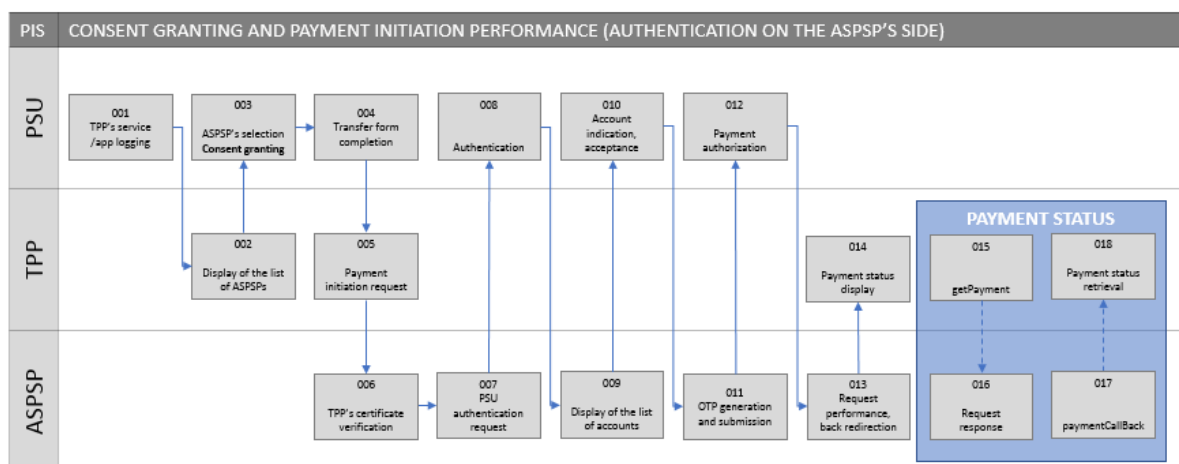 PIS
CONSENT GRANTING AND PAYMENT INITIATION PERFORMANCE (AUTHENTICATION ON THE ASPSP'S SIDE)
PSU
001
TPP's service
/app logging
003
ASPSP's selection
Consent granting
004
Transfer form
completion
008
Authentication
010
Account
indication,
acceptance
012
Payment
authorization
TPP
002
Display of the list
of ASPSPs
005
Payment
initiation request
014
Payment status
display
PAYMENT STATUS
015
getPayment
018
Payment status
retrieval
ASPSP
006
TPP's certificate
verification
007
PSU
authentication
request
009
Display of the list
of accounts
011
OTP generation
and submission
013
Request
performance,
back redirection
016
Request
response
017
paymentCallBack